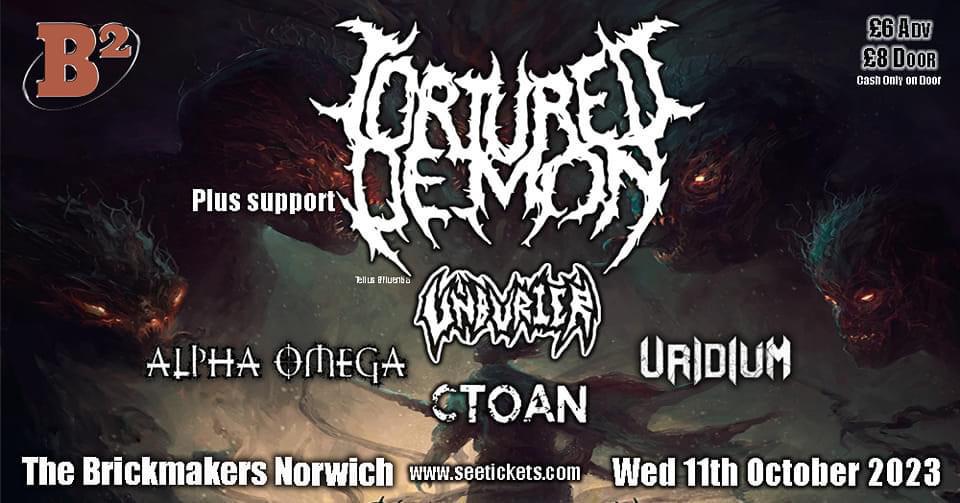 B2
£6 Adv
£8 Door
Cash Only on Door
TORTURED
DEMON
Plus support
UNBURIER
ALPHA OMEGA
URIDIUM
CTOAN
The Brickmakers Norwich
www.seetickets.com
Wed 11th October 2023